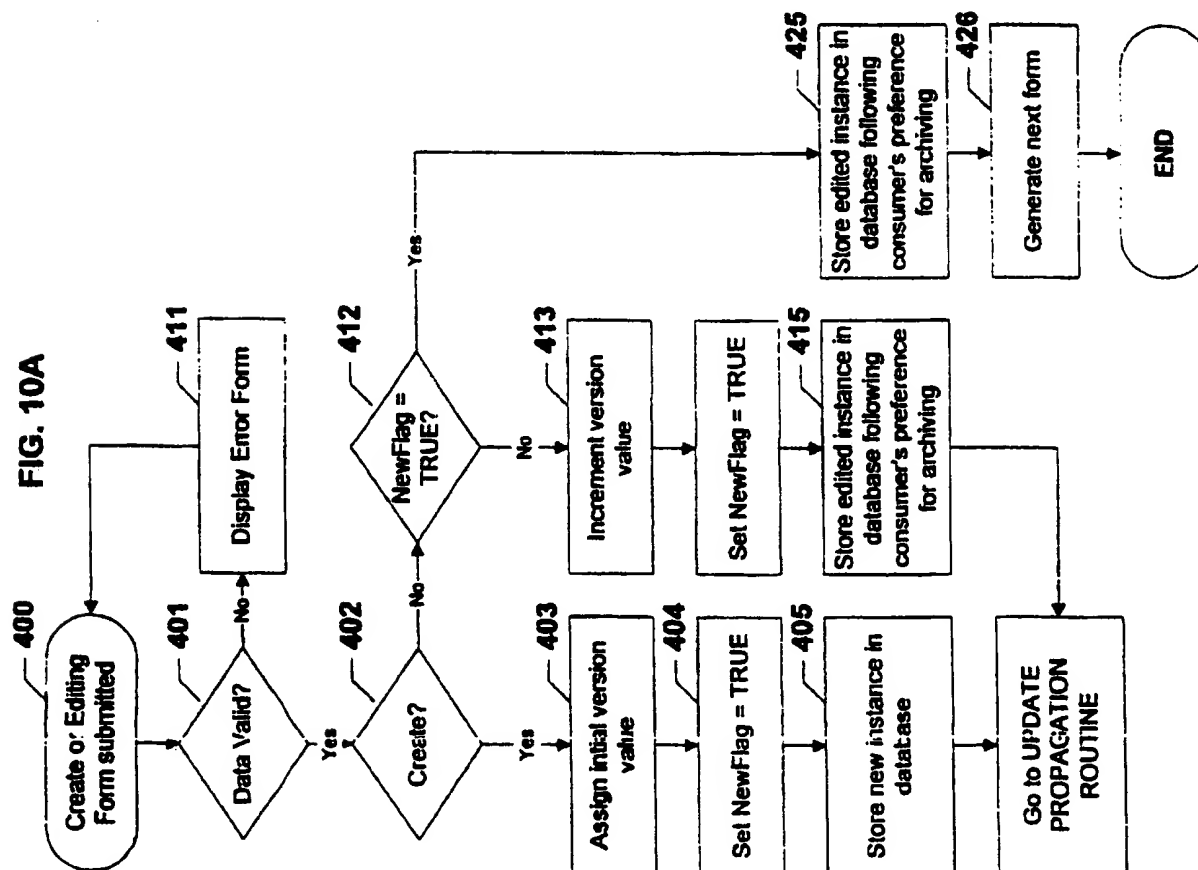 FIG. 10A
400
Create or Editing
Form submitted
401
Data Valid?
No
411
Display Error Form
Yes
402
Create?
No
412
NewFlag =
TRUE?
Yes
Yes
403
Assign intitial version
value
404
Set NewFlag = TRUE
405
Store new instance in
database
No
413
Increment version
value
Set NewFlag = TRUE
415
Store edited instance in
database following
consumer's preference
for archiving
Go to UPDATE
PROPAGATION
ROUTINE
425
Store edited instance in
database following
consumer's preference
for archiving
426
Generate next form
END